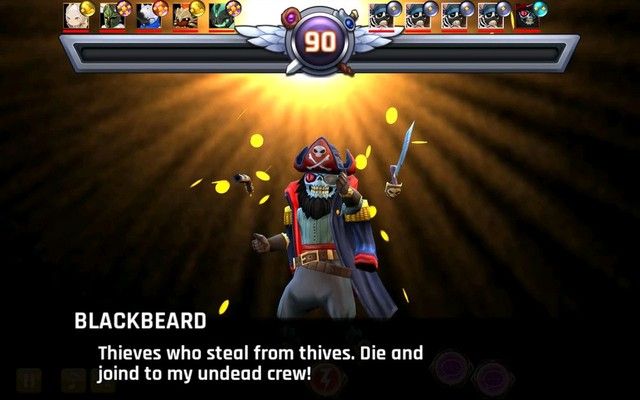 90
BLACKBEARD
Thieves who steal from thives. Die and
joind to my undead crew!